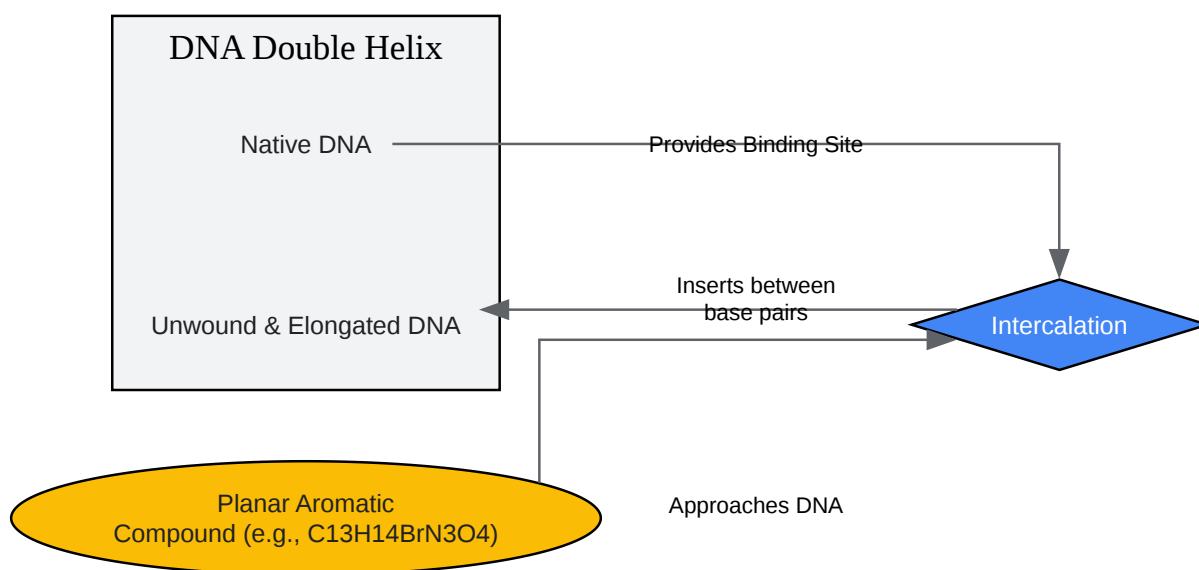 DNA Double Helix
Native DNA
Provides Binding Site
Inserts between
base pairs
Unwound & Elongated DNA
Intercalation
Planar Aromatic
Compound (e.g., C13H14BrN3O4)
Approaches DNA